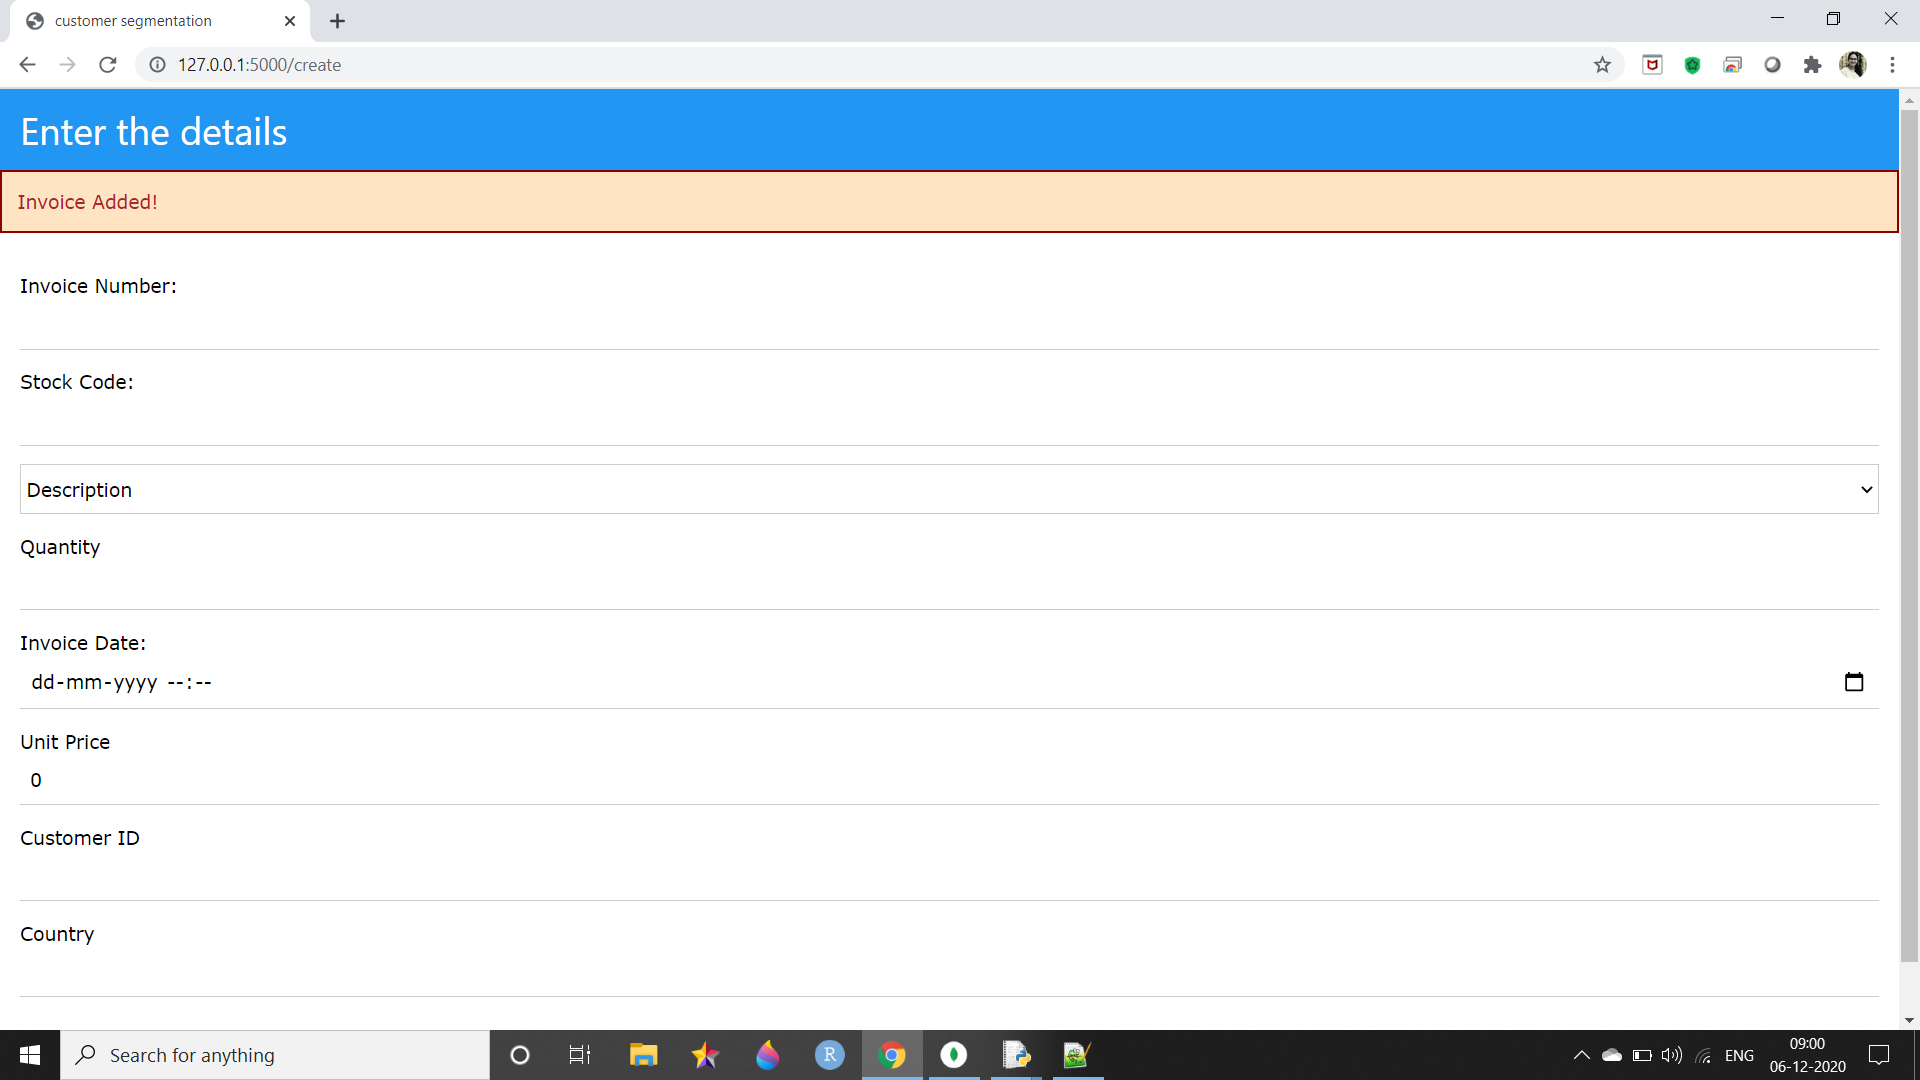 customer segmentation
127.0.0.1:5000/create
Enter the details
Invoice Added!
Invoice Number:
Stock Code:
Description
Quantity
Invoice Date:
dd-mm-yyyy --:--
Unit Price
0
Customer ID
Country
Search for anything
R
ENG
09:00
06-12-2020